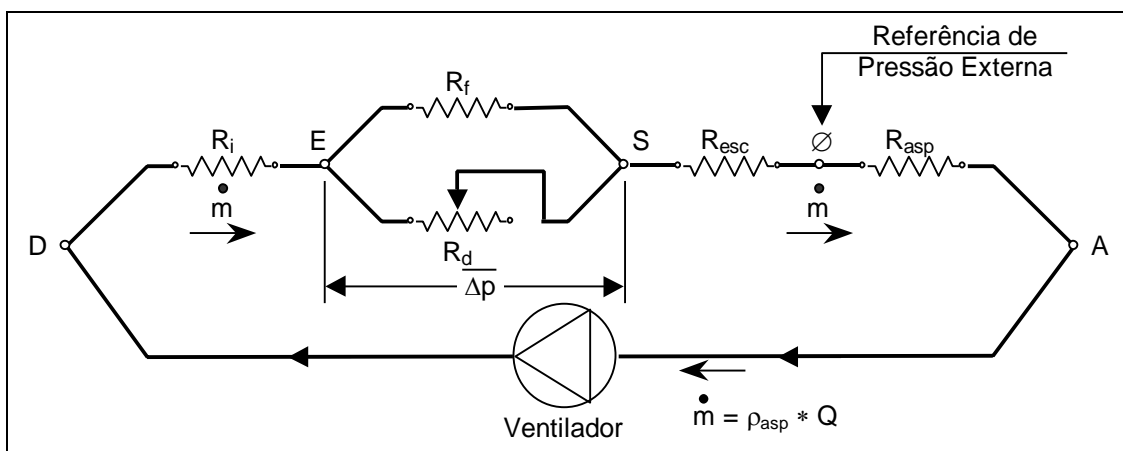 Referência de
Pressão Externa
R_f
R_i
E
S
R_esc
∅
R_asp
ṁ
ṁ
D
R_d
A
Δp
ṁ = ρ_asp * Q
Ventilador